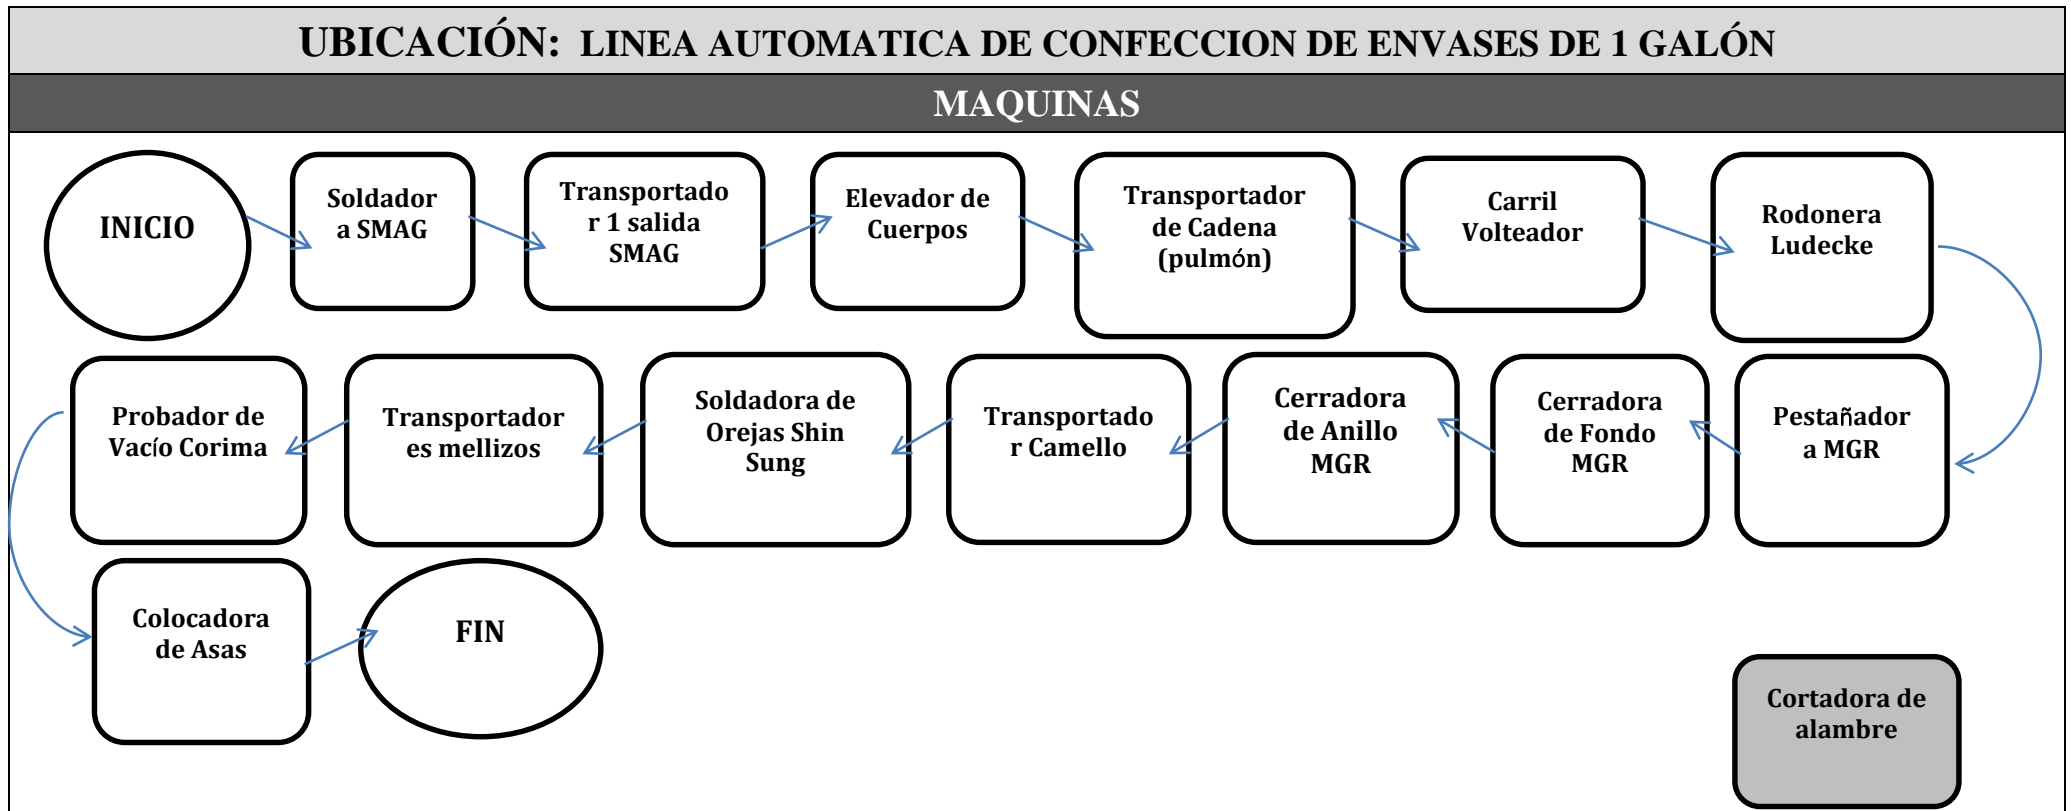 UBICACIÓN: LINEA AUTOMATICA DE CONFECCION DE ENVASES DE 1 GALÓN
MAQUINAS
INICIO
Soldador
a SMAG
Transportado
r 1 salida
SMAG
Elevador de
Cuerpos
Transportador
de Cadena
(pulmón)
Carril
Volteador
Rodonera
Ludecke
Pestañador
a MGR
Cerradora
de Fondo
MGR
Cerradora
de Anillo
MGR
Transportado
r Camello
Soldadora de
Orejas Shin
Sung
Transportador
es mellizos
Probador de
Vacío Corima
Colocadora
de Asas
FIN
Cortadora de
alambre